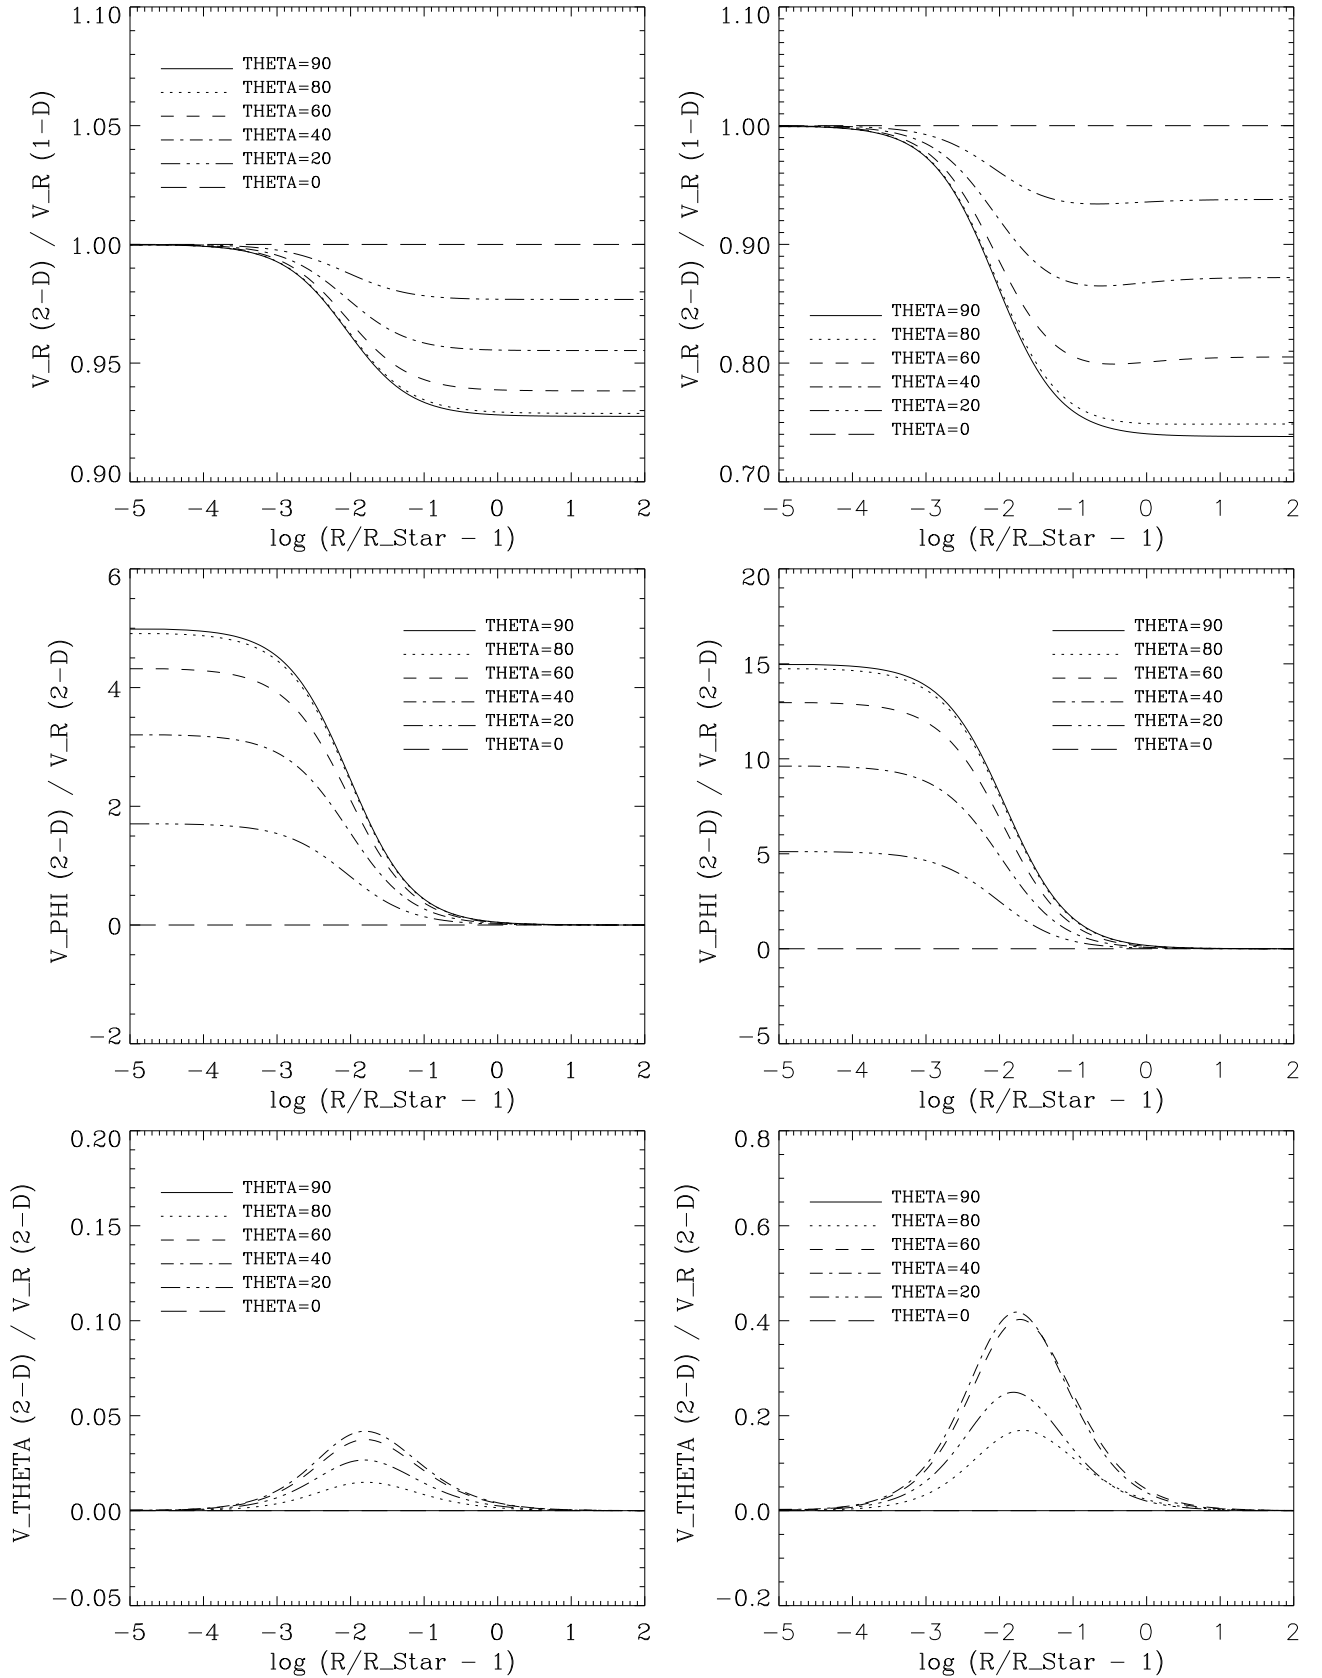 V_R (2-D) / V_R (1-D)
1.10
1.05
1.00
0.95
0.90
THETA=90
THETA=80
THETA=60
THETA=40
THETA=20
THETA=0
-5 -4 -3 -2 -1 0 1 2
log (R/R_Star - 1)
V_R (2-D) / V_R (1-D)
1.10
1.00
0.90
0.80
0.70
THETA=90
THETA=80
THETA=60
THETA=40
THETA=20
THETA=0
-5 -4 -3 -2 -1 0 1 2
log (R/R_Star - 1)
V_PHI (2-D) / V_R (2-D)
6
4
2
0
-2
THETA=90
THETA=80
THETA=60
THETA=40
THETA=20
THETA=0
-5 -4 -3 -2 -1 0 1 2
log (R/R_Star - 1)
V_PHI (2-D) / V_R (2-D)
20
15
10
5
0
-5
THETA=90
THETA=80
THETA=60
THETA=40
THETA=20
THETA=0
-5 -4 -3 -2 -1 0 1 2
log (R/R_Star - 1)
V_THETA (2-D) / V_R (2-D)
0.20
0.15
0.10
0.05
0.00
-0.05
THETA=90
THETA=80
THETA=60
THETA=40
THETA=20
THETA=0
-5 -4 -3 -2 -1 0 1 2
log (R/R_Star - 1)
V_THETA (2-D) / V_R (2-D)
0.8
0.6
0.4
0.2
0.0
-0.2
THETA=90
THETA=80
THETA=60
THETA=40
THETA=20
THETA=0
-5 -4 -3 -2 -1 0 1 2
log (R/R_Star - 1)